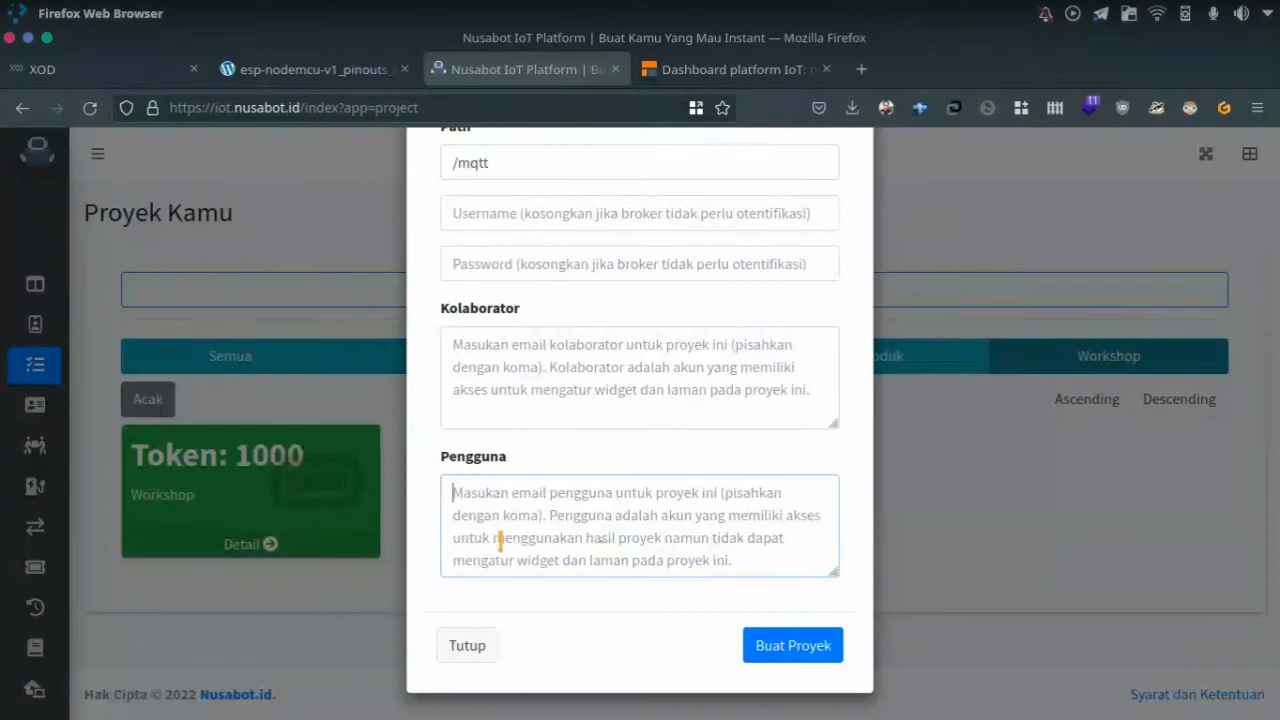 Firefox Web Browser
Nusabot IoT Platform | Buat Kamu Yang Mau Instant — Mozilla Firefox
XOD
esp-nodemcu-v1_pinouts
Nusabot IoT Platform | Bu
Dashboard platform IoT: m
https://iot.nusabot.id/index?app=project
11
Path
/mqtt
Proyek Kamu
Username (kosongkan jika broker tidak perlu otentifikasi)
Password (kosongkan jika broker tidak perlu otentifikasi)
Kolaborator
Masukan email kolaborator untuk proyek ini (pisahkan
dengan koma). Kolaborator adalah akun yang memiliki
akses untuk mengatur widget dan laman pada proyek ini.
Semua
oduk
Workshop
Acak
Ascending
Descending
Token: 1000
Workshop
Detail
Pengguna
Masukan email pengguna untuk proyek ini (pisahkan
dengan koma). Pengguna adalah akun yang memiliki akses
untuk menggunakan hasil proyek namun tidak dapat
mengatur widget dan laman pada proyek ini.
Tutup
Buat Proyek
Hak Cipta © 2022 Nusabot.id.
Syarat dan Ketentuan